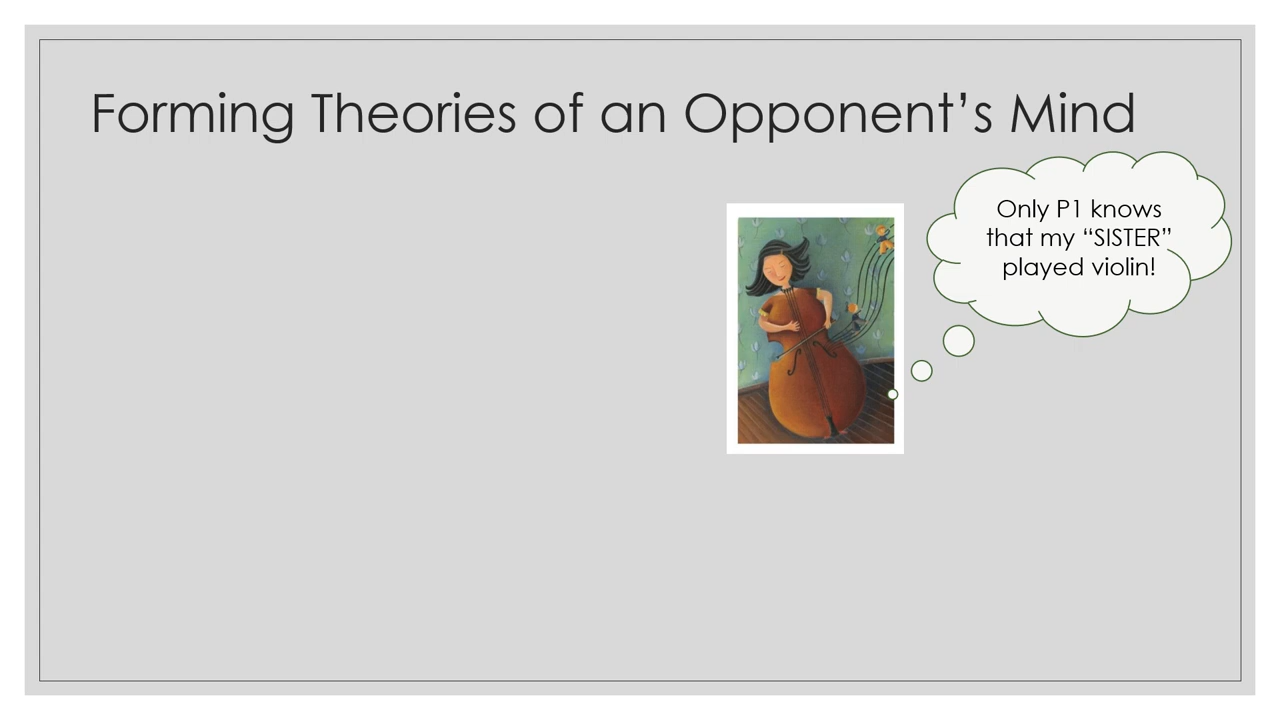 Forming Theories of an Opponent’s Mind
Only P1 knows
that my “SISTER”
played violin!